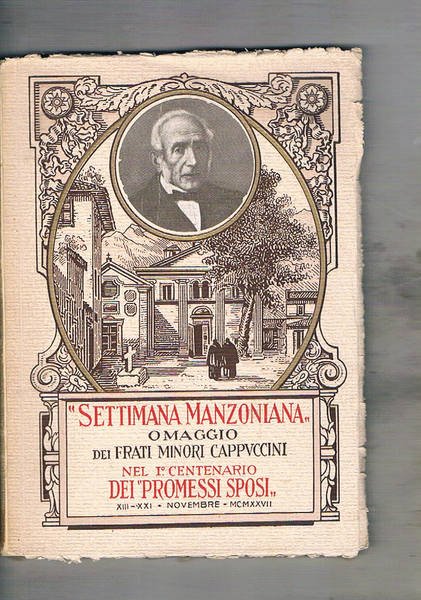 "SETTIMANA MANZONIANA„
OMAGGIO
DEI FRATI MINORI CAPPVCCINI
NEL I° CENTENARIO
DEI "PROMESSI SPOSI„
XIII-XXI - NOVEMBRE - MCMXXVII